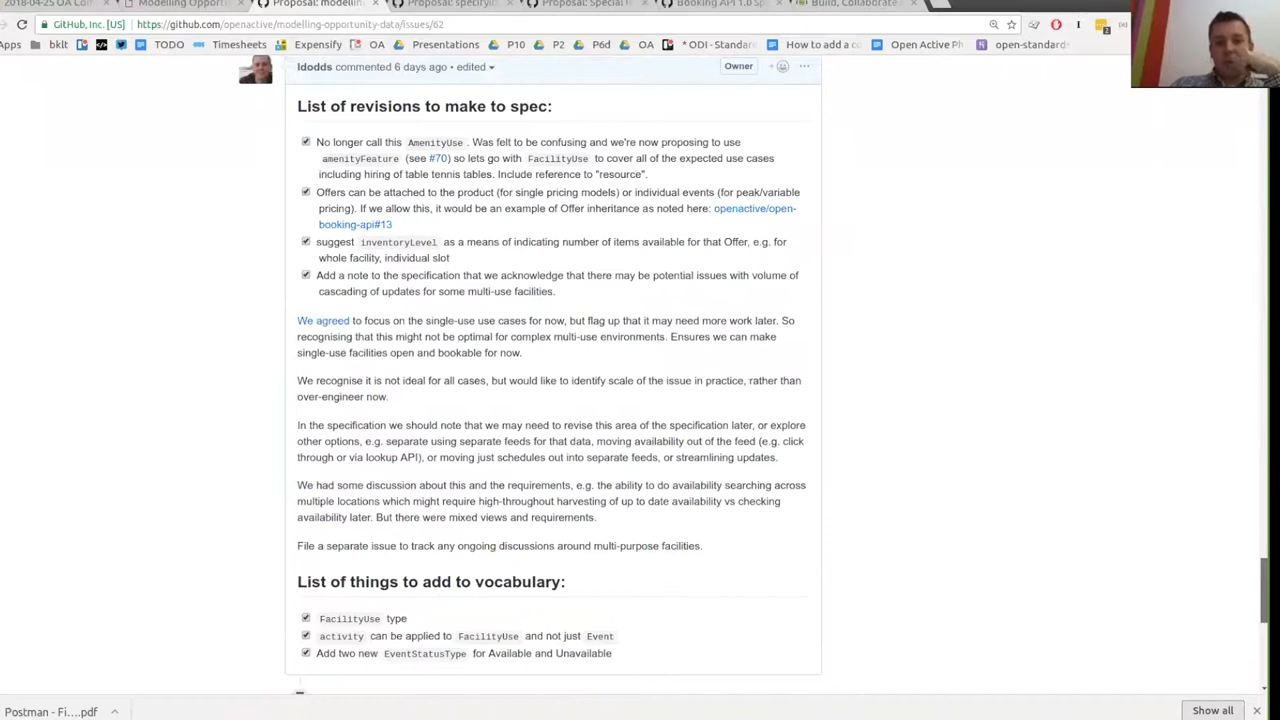 2018-04-25 OA Com
Modelling Opportu
Proposal: modellin
Proposal: specifyin
Proposal: Special
Booking API 1.0 Sp
Build, Collaborate
GitHub, Inc. [US]
https://github.com/openactive/modelling-opportunity-data/issues/62
Apps
bklt
TODO
Timesheets
Expensify
OA
Presentations
P10
P2
P6d
OA
* ODI - Standar
How to add a co
Open Active Pl
open-standards
ldodds commented 6 days ago • edited
Owner
List of revisions to make to spec:
No longer call this AmenityUse. Was felt to be confusing and we're now proposing to use
amenityFeature (see #70) so lets go with FacilityUse to cover all of the expected use cases
including hiring of table tennis tables. Include reference to "resource".
Offers can be attached to the product (for single pricing models) or individual events (for peak/variable
pricing). If we allow this, it would be an example of Offer inheritance as noted here: openactive/open-
booking-api#13
suggest inventoryLevel as a means of indicating number of items available for that Offer, e.g. for
whole facility, individual slot
Add a note to the specification that we acknowledge that there may be potential issues with volume of
cascading of updates for some multi-use facilities.
We agreed to focus on the single-use use cases for now, but flag up that it may need more work later. So
recognising that this might not be optimal for complex multi-use environments. Ensures we can make
single-use facilities open and bookable for now.
We recognise it is not ideal for all cases, but would like to identify scale of the issue in practice, rather than
over-engineer now.
In the specification we should note that we may need to revise this area of the specification later, or explore
other options, e.g. separate using separate feeds for that data, moving availability out of the feed (e.g. click
through or via lookup API), or moving just schedules out into separate feeds, or streamlining updates.
We had some discussion about this and the requirements, e.g. the ability to do availability searching across
multiple locations which might require high-throughout harvesting of up to date availability vs checking
availability later. But there were mixed views and requirements.
File a separate issue to track any ongoing discussions around multi-purpose facilities.
List of things to add to vocabulary:
FacilityUse type
activity can be applied to FacilityUse and not just Event
Add two new EventStatusType for Available and Unavailable
Postman - Fi....pdf
Show all